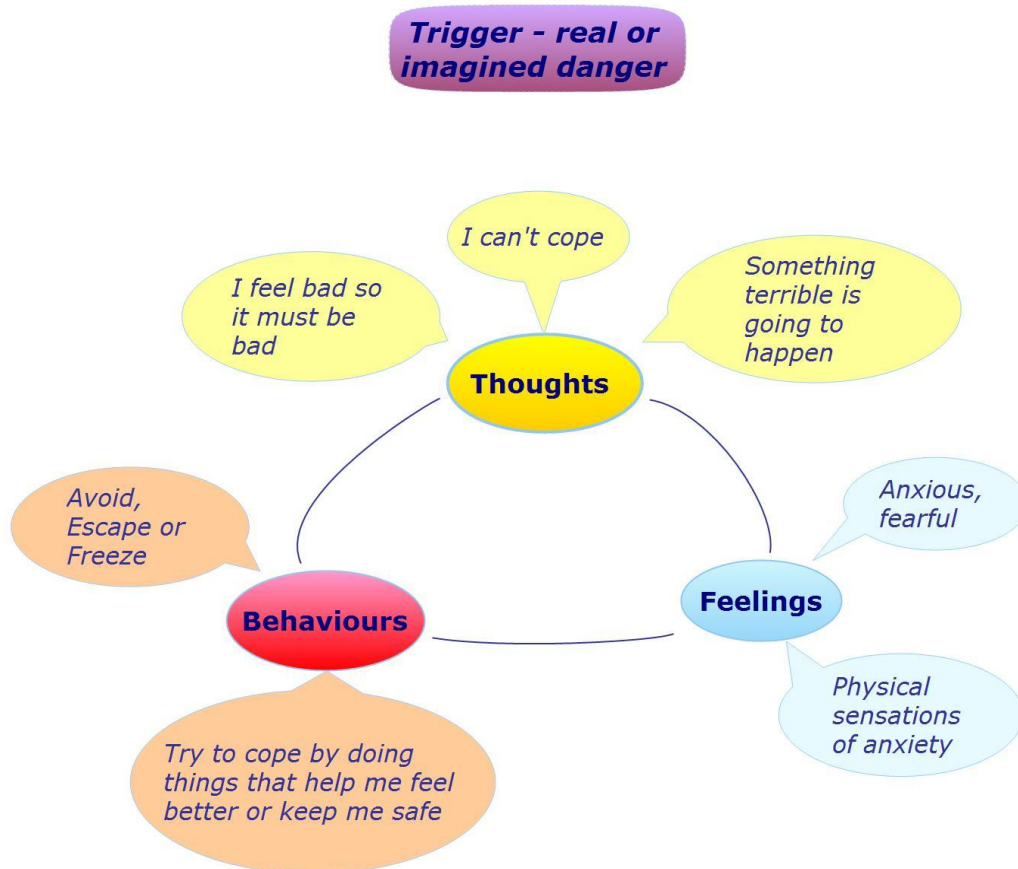 Trigger - real or
imagined danger
I can't cope
I feel bad so
it must be
bad
Something
terrible is
going to
happen
Thoughts
Avoid,
Escape or
Freeze
Anxious,
fearful
Behaviours
Feelings
Physical
sensations
of anxiety
Try to cope by doing
things that help me feel
better or keep me safe